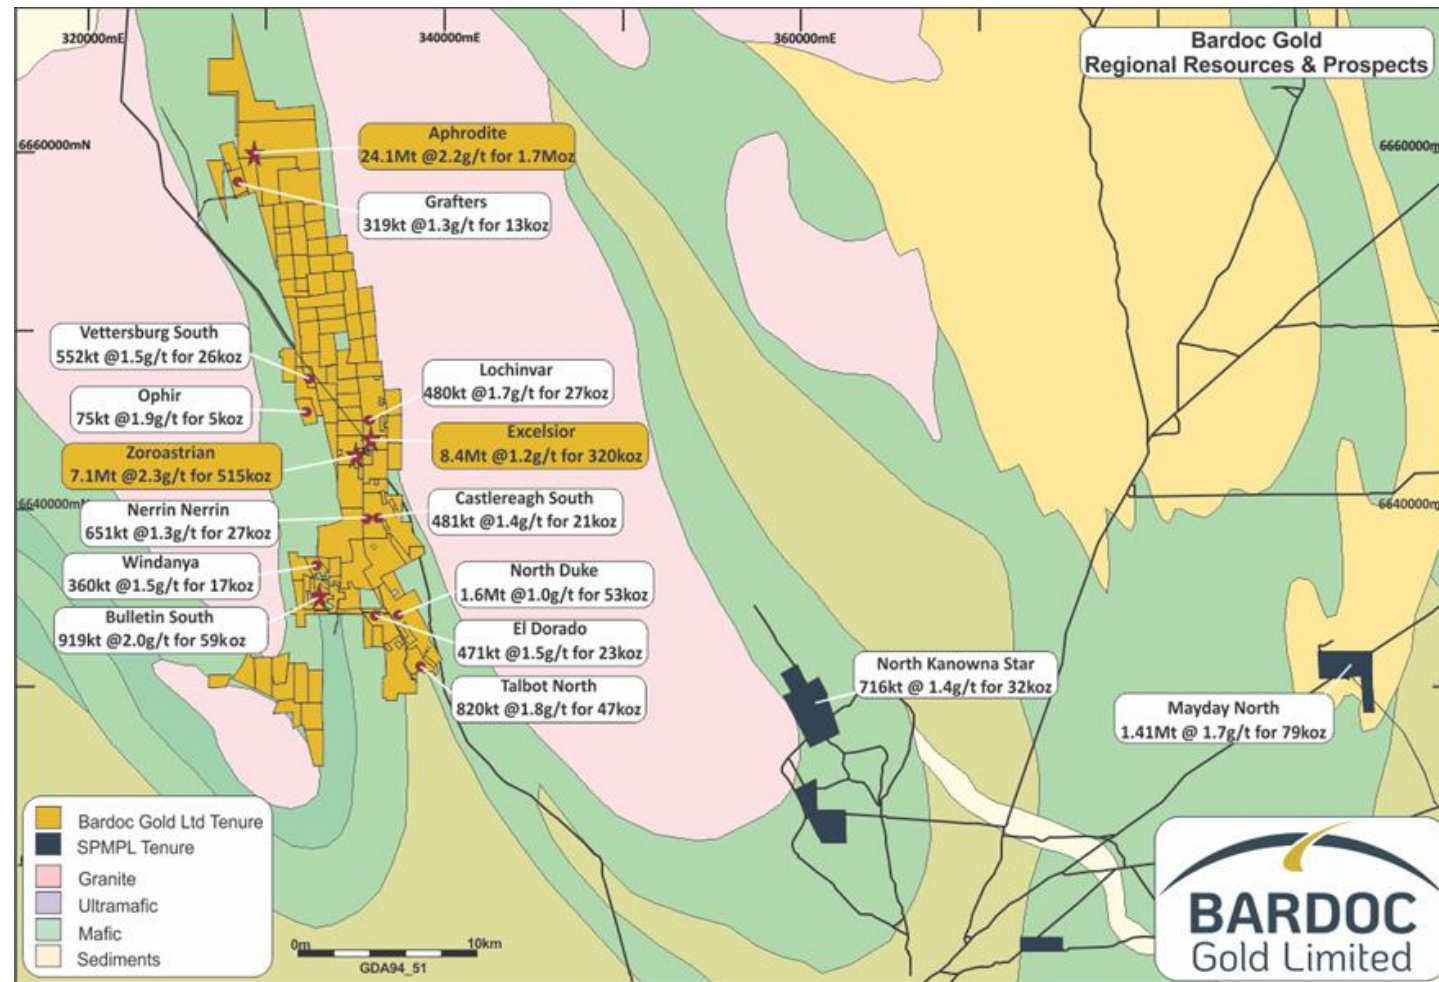 320000mE
340000mE
360000mE
Bardoc Gold
Regional Resources & Prospects
6660000mN
6660000m
Aphrodite
24.1Mt @2.2g/t for 1.7Moz
Grafters
319kt @1.3g/t for 13koz
Vettersburg South
552kt @1.5g/t for 26koz
Lochinvar
480kt @1.7g/t for 27koz
Ophir
75kt @1.9g/t for 5koz
Excelsior
8.4Mt @1.2g/t for 320koz
Zoroastrian
7.1Mt @2.3g/t for 515koz
6640000m
6640000m
Castlereagh South
481kt @1.4g/t for 21koz
Nerrin Nerrin
651kt @1.3g/t for 27koz
Windanya
360kt @1.5g/t for 17koz
North Duke
1.6Mt @1.0g/t for 53koz
Bulletin South
919kt @2.0g/t for 59koz
El Dorado
471kt @1.5g/t for 23koz
Talbot North
820kt @1.8g/t for 47koz
North Kanowna Star
716kt @ 1.4g/t for 32koz
Mayday North
1.41Mt @ 1.7g/t for 79koz
Bardoc Gold Ltd Tenure
SPMPL Tenure
Granite
Ultramafic
Mafic
Sediments
0m
10km
GDA94_51
BARDOC
Gold Limited